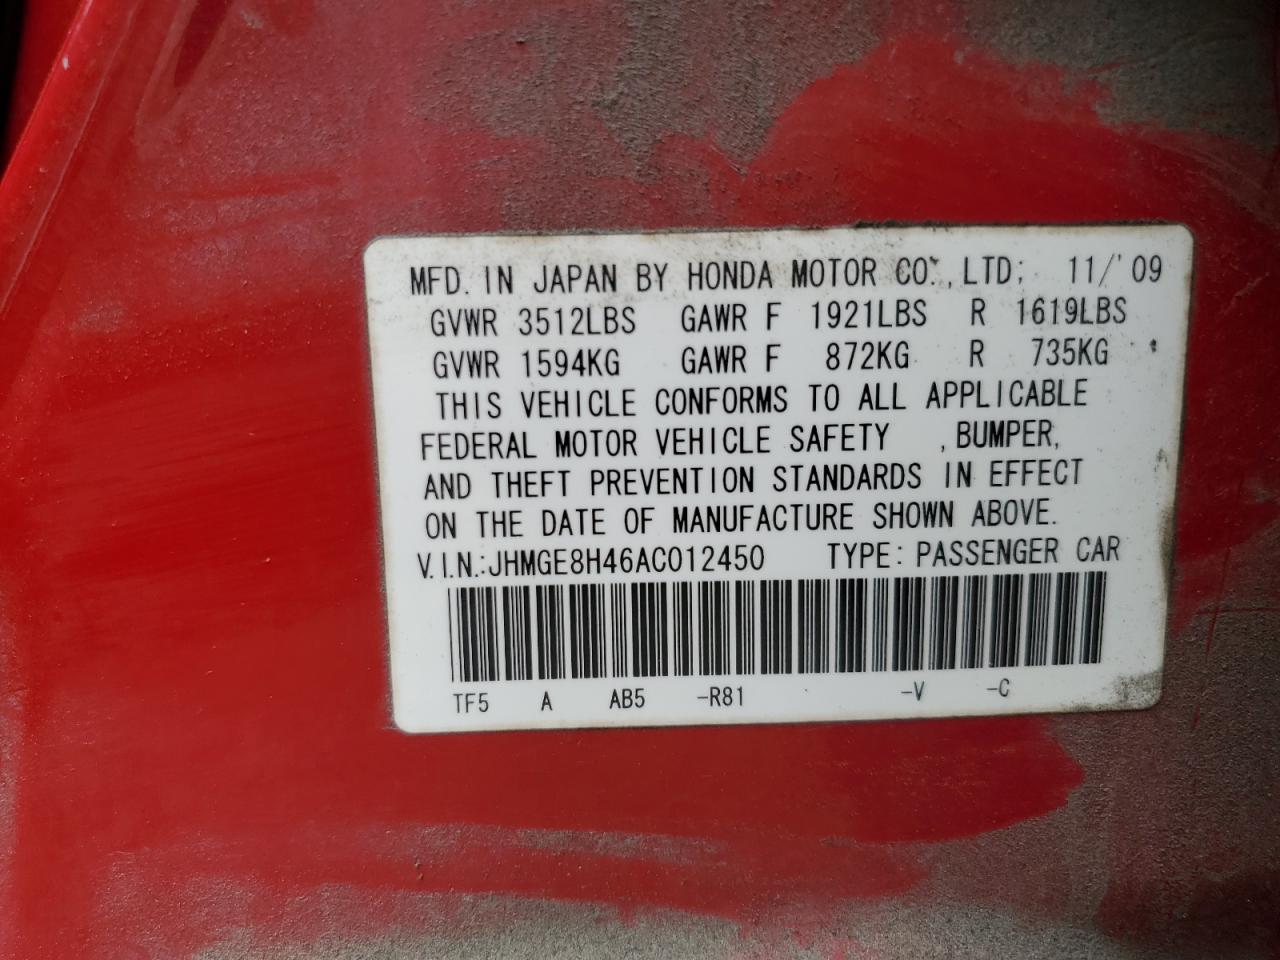 MFD. IN JAPAN BY HONDA MOTOR CO., LTD; 11/'09
GVWR 3512LBS GAWR F 1921LBS R 1619LBS
GVWR 1594KG GAWR F 872KG R 735KG
THIS VEHICLE CONFORMS TO ALL APPLICABLE
FEDERAL MOTOR VEHICLE SAFETY , BUMPER,
AND THEFT PREVENTION STANDARDS IN EFFECT
ON THE DATE OF MANUFACTURE SHOWN ABOVE.
V.I.N.:JHMGE8H46AC012450 TYPE: PASSENGER CAR
TF5 A AB5 -R81 -V -C